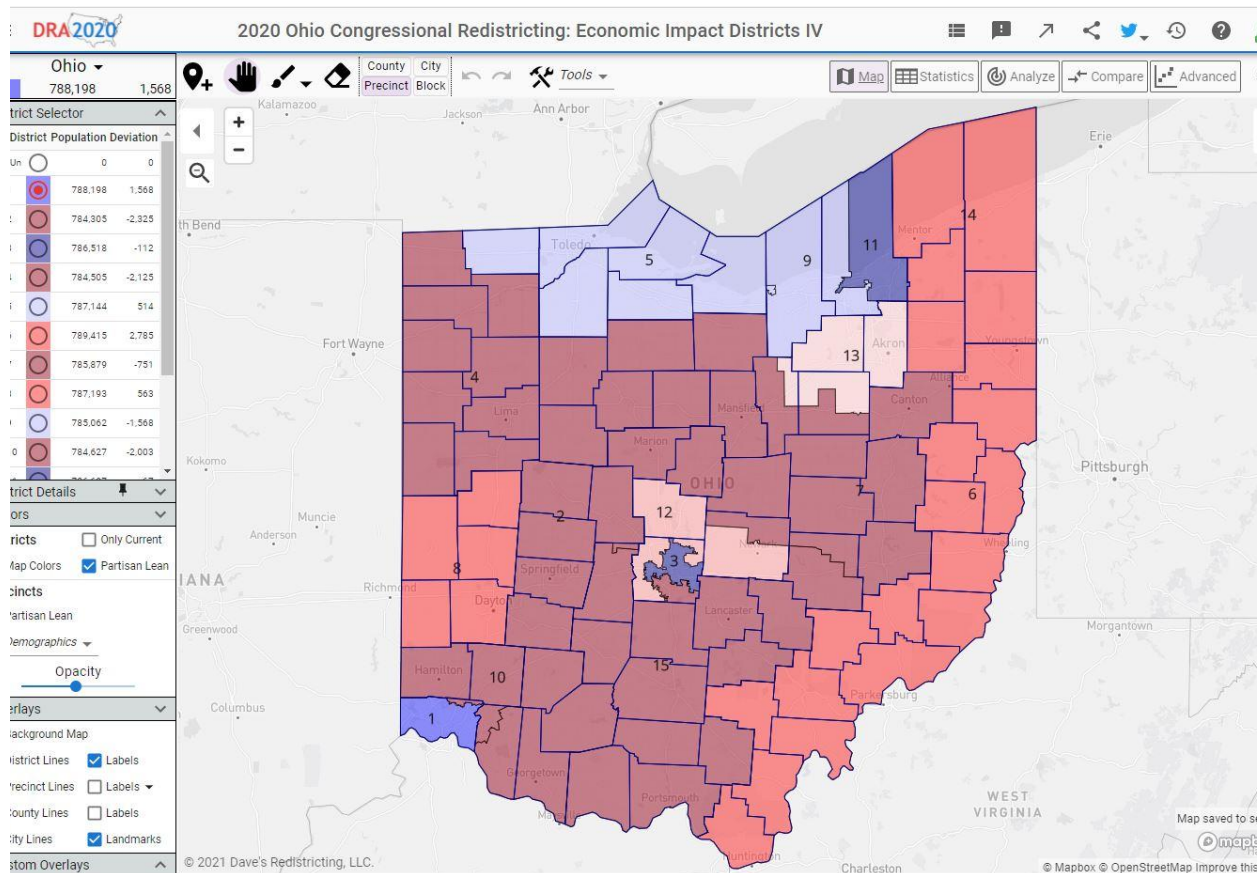 DRA2020
2020 Ohio Congressional Redistricting: Economic Impact Districts IV
Ohio
788,198 1,568
County City
Precinct Block
Tools
Map Statistics Analyze Compare Advanced
trict Selector
District Population Deviation
Un 0 0
788,198 1,568
784,305 -2,325
786,518 -112
784,505 -2,125
787,144 514
789,415 2,785
785,879 -751
787,193 563
785,062 -1,568
0 784,627 -2,003
trict Details
ors
tricts Only Current
Map Colors Partisan Lean
cincts
Partisan Lean
Demographics
Opacity
erlays
Background Map
District Lines Labels
Precinct Lines Labels
County Lines Labels
City Lines Landmarks
stom Overlays
+
−
Kalamazoo
Jackson
Ann Arbor
Erie
th Bend
Toledo
5
9
11
14
Mentor
Fort Wayne
13
Akron
Youngstown
4
Alliance
Lima
Mansfield
Canton
Marion
Kokomo
Pittsburgh
OHIO
7
6
Muncie
2
12
Anderson
Newark
Wheeling
3
IANA
8
Springfield
Richmond
Dayton
Lancaster
Greenwood
Morgantown
15
Hamilton
10
Parkersburg
Columbus
1
Georgetown
Portsmouth
WEST
VIRGINIA
Huntington
Charleston
Map saved to se
mapb
© 2021 Dave's Redistricting, LLC.
© Mapbox © OpenStreetMap Improve this